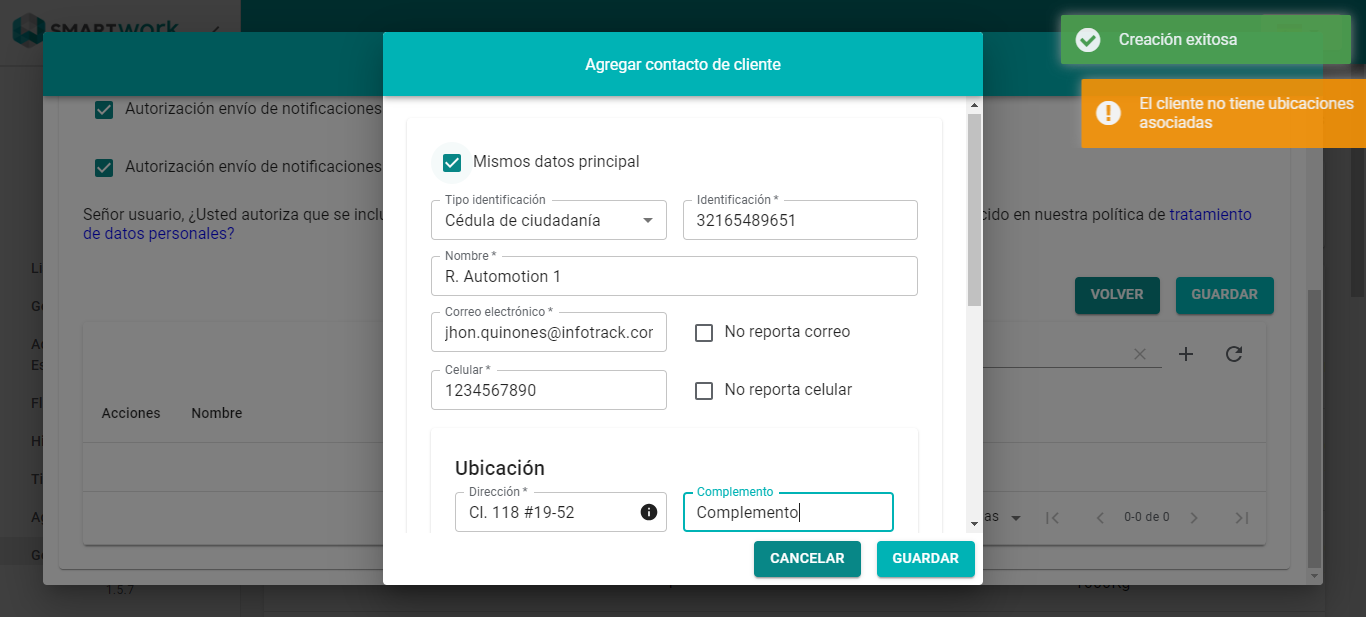 SMARTWORK
Agregar contacto de cliente
Creación exitosa
El cliente no tiene ubicaciones
asociadas
Autorización envío de notificaciones
Autorización envío de notificaciones
Señor usuario, ¿Usted autoriza que se
cido en nuestra política de tratamiento
de datos personales?
VOLVER
GUARDAR
Acciones
Nombre
0-0 de 0
Mismos datos principal
Tipo identificación
Cédula de ciudadanía
Identificación *
32165489651
Nombre *
R. Automotion 1
Correo electrónico *
jhon.quinones@infotrack.cor
No reporta correo
Celular *
1234567890
No reporta celular
Ubicación
Dirección *
Cl. 118 #19-52
Complemento
Complemento
CANCELAR
GUARDAR
1.5.7